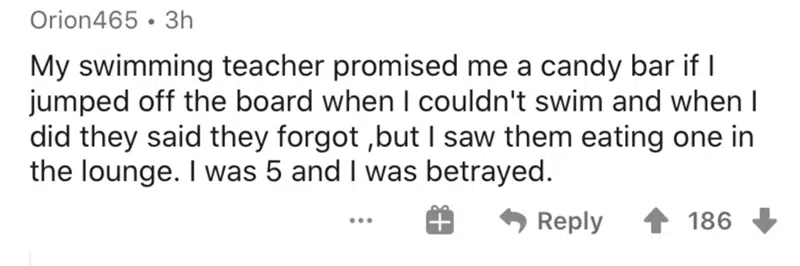 Orion465 • 3h
My swimming teacher promised me a candy bar if I
jumped off the board when I couldn't swim and when I
did they said they forgot ,but I saw them eating one in
the lounge. I was 5 and I was betrayed.
... Reply 186